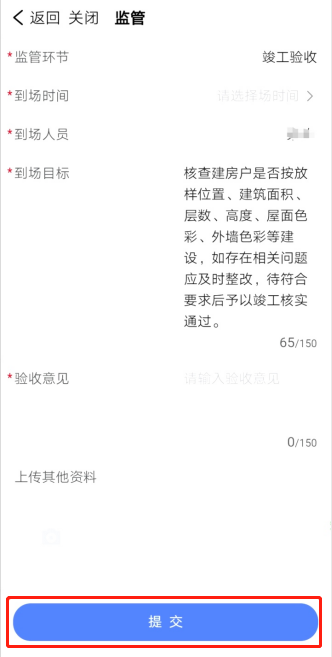 返回 关闭 监管
*监管环节 竣工验收
*到场时间 请选择场时间
*到场人员
*到场目标 核查建房户是否按放
样位置、建筑面积、
层数、高度、屋面色
彩、外墙色彩等建
设，如存在相关问题
应及时整改，待符合
要求后予以竣工核实
通过。
65/150
*验收意见 请输入验收意见
0/150
上传其他资料
提交